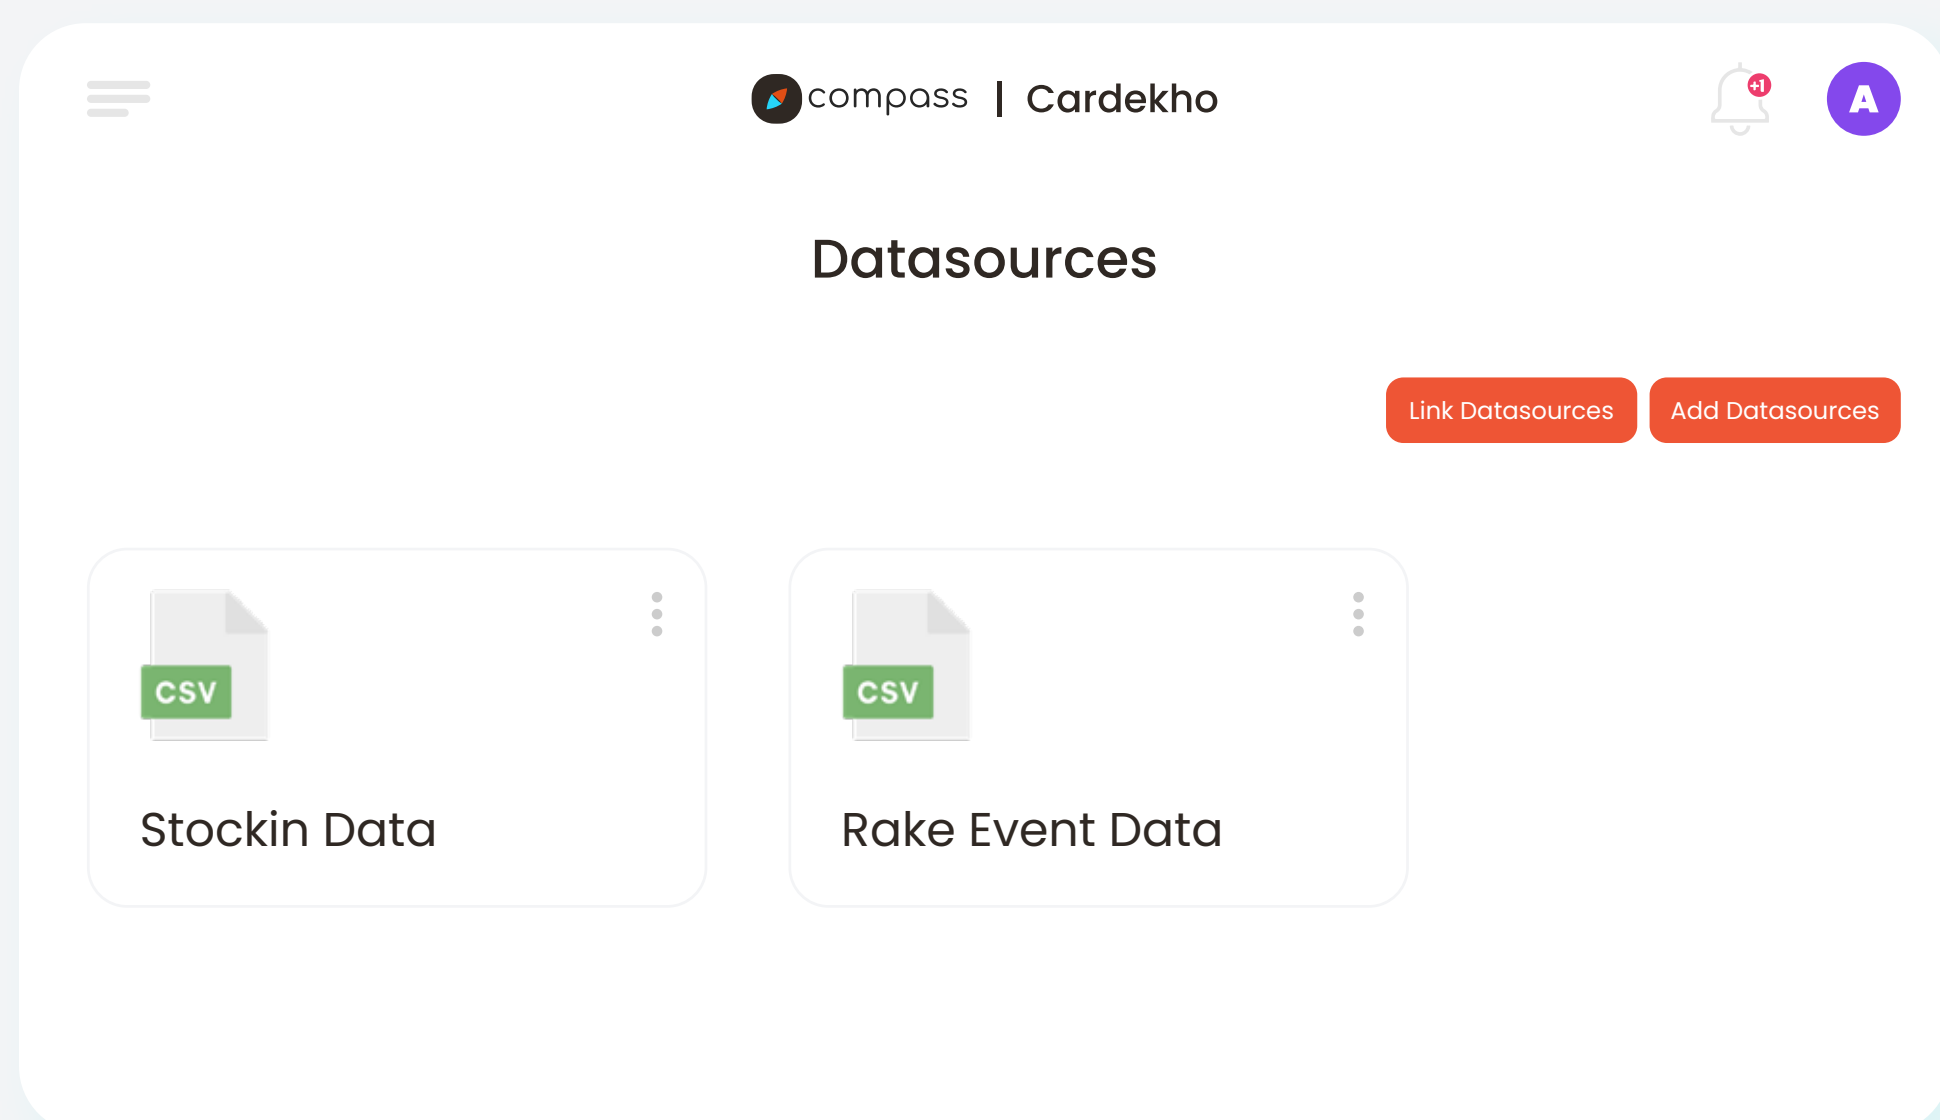 compass | Cardekho
+1
A
Datasources
Link Datasources
Add Datasources
CSV
CSV
Stockin Data
Rake Event Data